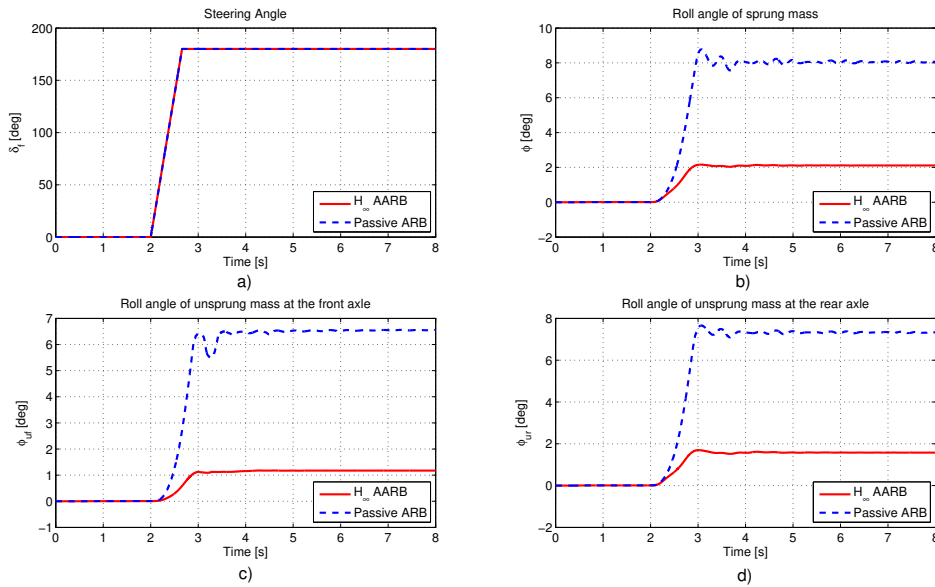 Steering Angle
200
150
100
50
0
δf [deg]
H∞ AARB
Passive ARB
0 1 2 3 4 5 6 7 8
Time [s]
a)
Roll angle of sprung mass
10
8
6
4
2
0
−2
ϕ [deg]
H∞ AARB
Passive ARB
0 1 2 3 4 5 6 7 8
Time [s]
b)
Roll angle of unsprung mass at the front axle
7
6
5
4
3
2
1
0
−1
ϕuf [deg]
H∞ AARB
Passive ARB
0 1 2 3 4 5 6 7 8
Time [s]
c)
Roll angle of unsprung mass at the rear axle
8
6
4
2
0
−2
ϕur [deg]
H∞ AARB
Passive ARB
0 1 2 3 4 5 6 7 8
Time [s]
d)